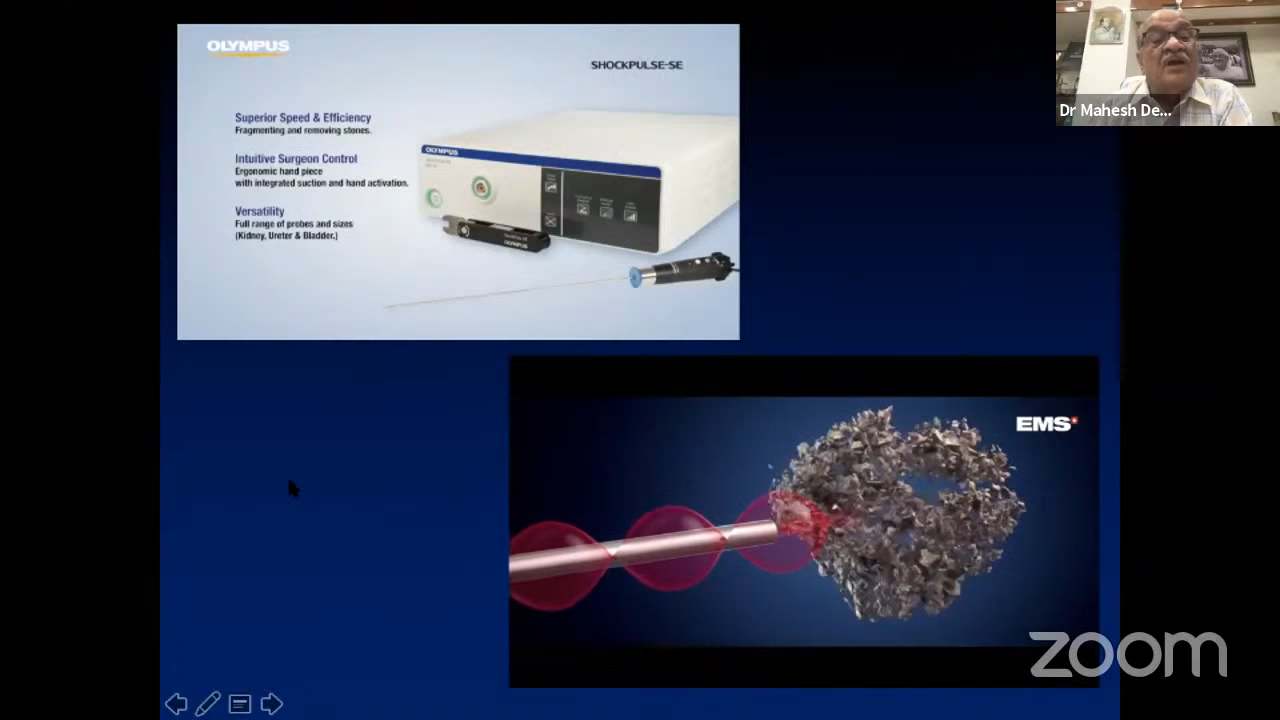 OLYMPUS
SHOCKPULSE-SE
Superior Speed & Efficiency
Fragmenting and removing stones.
Intuitive Surgeon Control
Ergonomic hand piece
with integrated suction and hand activation.
Versatility
Full range of probes and sizes
(Kidney, Ureter & Bladder.)
OLYMPUS
OLYMPUS
Dr Mahesh De...
EMS
zoom